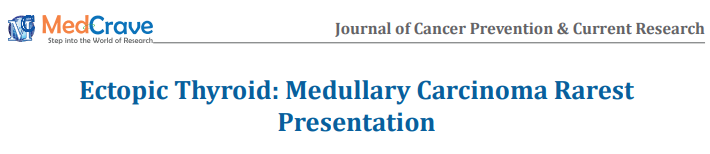 MedCrave
Step into the World of Research
Journal of Cancer Prevention & Current Research
Ectopic Thyroid: Medullary Carcinoma Rarest
Presentation